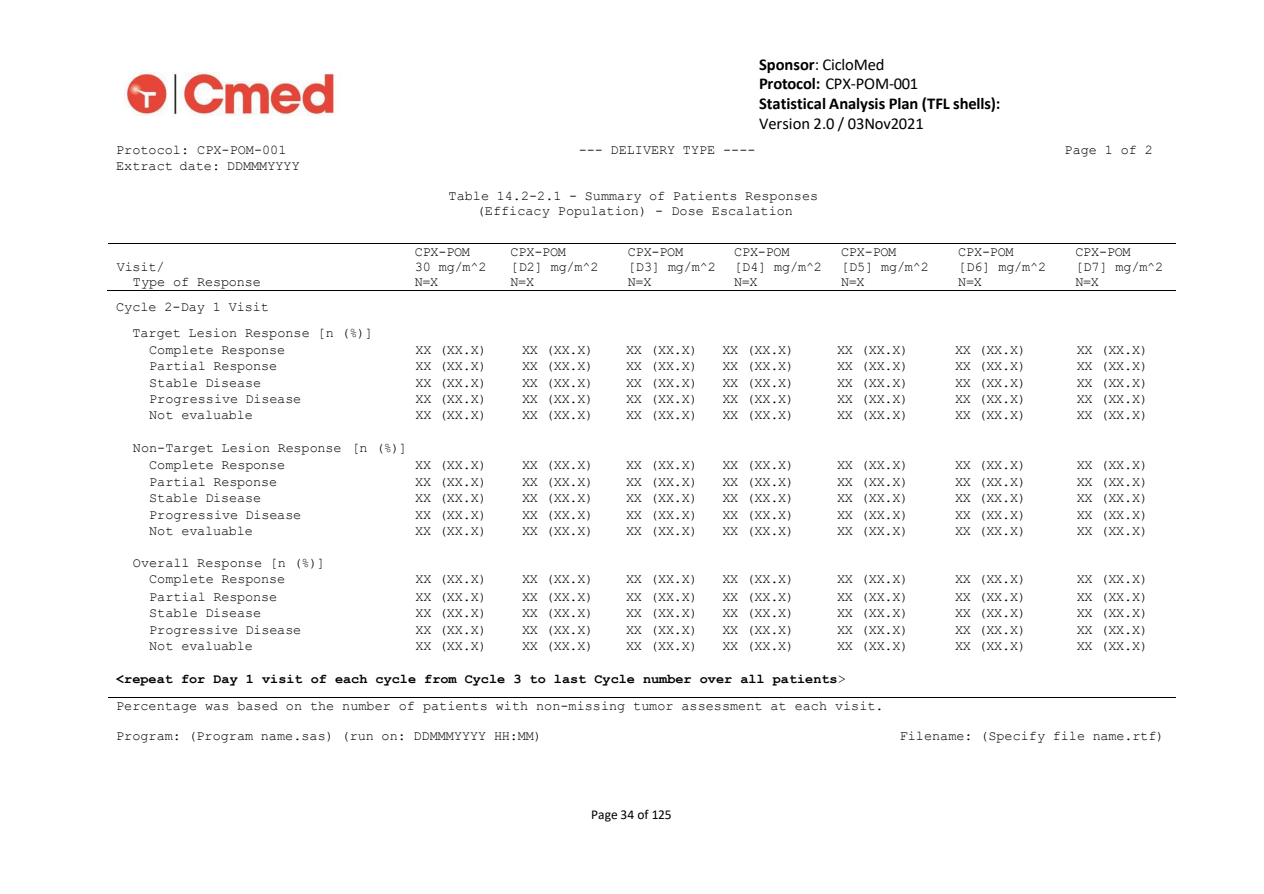 Cmed
Sponsor: CicloMed
Protocol: CPX-POM-001
Statistical Analysis Plan (TFL shells):
Version 2.0 / 03Nov2021
Protocol: CPX-POM-001 --- DELIVERY TYPE ---- Page 1 of 2
Extract date: DDMMMYYYY
Table 14.2-2.1 - Summary of Patients Responses
(Efficacy Population) - Dose Escalation
CPX-POM CPX-POM CPX-POM CPX-POM CPX-POM CPX-POM CPX-POM
Visit/ 30 mg/m^2 [D2] mg/m^2 [D3] mg/m^2 [D4] mg/m^2 [D5] mg/m^2 [D6] mg/m^2 [D7] mg/m^2
Type of Response N=X N=X N=X N=X N=X N=X N=X
Cycle 2-Day 1 Visit
Target Lesion Response [n (%)]
Complete Response XX (XX.X) XX (XX.X) XX (XX.X) XX (XX.X) XX (XX.X) XX (XX.X) XX (XX.X)
Partial Response XX (XX.X) XX (XX.X) XX (XX.X) XX (XX.X) XX (XX.X) XX (XX.X) XX (XX.X)
Stable Disease XX (XX.X) XX (XX.X) XX (XX.X) XX (XX.X) XX (XX.X) XX (XX.X) XX (XX.X)
Progressive Disease XX (XX.X) XX (XX.X) XX (XX.X) XX (XX.X) XX (XX.X) XX (XX.X) XX (XX.X)
Not evaluable XX (XX.X) XX (XX.X) XX (XX.X) XX (XX.X) XX (XX.X) XX (XX.X) XX (XX.X)
Non-Target Lesion Response [n (%)]
Complete Response XX (XX.X) XX (XX.X) XX (XX.X) XX (XX.X) XX (XX.X) XX (XX.X) XX (XX.X)
Partial Response XX (XX.X) XX (XX.X) XX (XX.X) XX (XX.X) XX (XX.X) XX (XX.X) XX (XX.X)
Stable Disease XX (XX.X) XX (XX.X) XX (XX.X) XX (XX.X) XX (XX.X) XX (XX.X) XX (XX.X)
Progressive Disease XX (XX.X) XX (XX.X) XX (XX.X) XX (XX.X) XX (XX.X) XX (XX.X) XX (XX.X)
Not evaluable XX (XX.X) XX (XX.X) XX (XX.X) XX (XX.X) XX (XX.X) XX (XX.X) XX (XX.X)
Overall Response [n (%)]
Complete Response XX (XX.X) XX (XX.X) XX (XX.X) XX (XX.X) XX (XX.X) XX (XX.X) XX (XX.X)
Partial Response XX (XX.X) XX (XX.X) XX (XX.X) XX (XX.X) XX (XX.X) XX (XX.X) XX (XX.X)
Stable Disease XX (XX.X) XX (XX.X) XX (XX.X) XX (XX.X) XX (XX.X) XX (XX.X) XX (XX.X)
Progressive Disease XX (XX.X) XX (XX.X) XX (XX.X) XX (XX.X) XX (XX.X) XX (XX.X) XX (XX.X)
Not evaluable XX (XX.X) XX (XX.X) XX (XX.X) XX (XX.X) XX (XX.X) XX (XX.X) XX (XX.X)
<repeat for Day 1 visit of each cycle from Cycle 3 to last Cycle number over all patients>
Percentage was based on the number of patients with non-missing tumor assessment at each visit.
Program: (Program name.sas) (run on: DDMMMYYYY HH:MM) Filename: (Specify file name.rtf)
Page 34 of 125